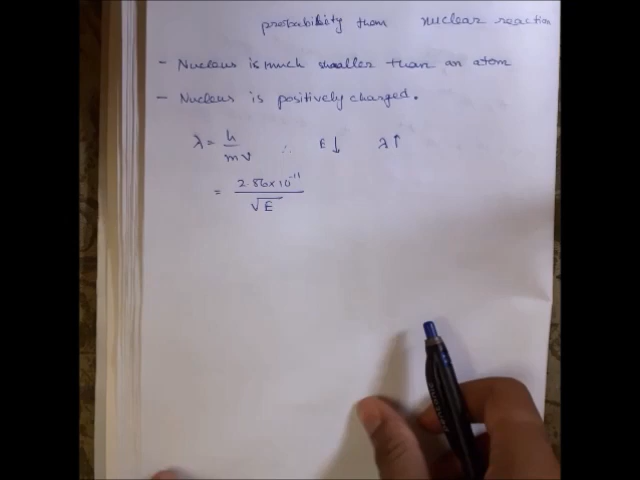 probability than nuclear reaction
- Nucleus is much smaller than an atom
- Nucleus is positively charged.
λ = h / mv ∴ E↓ λ↑
= 2.86×10⁻¹¹ / √E